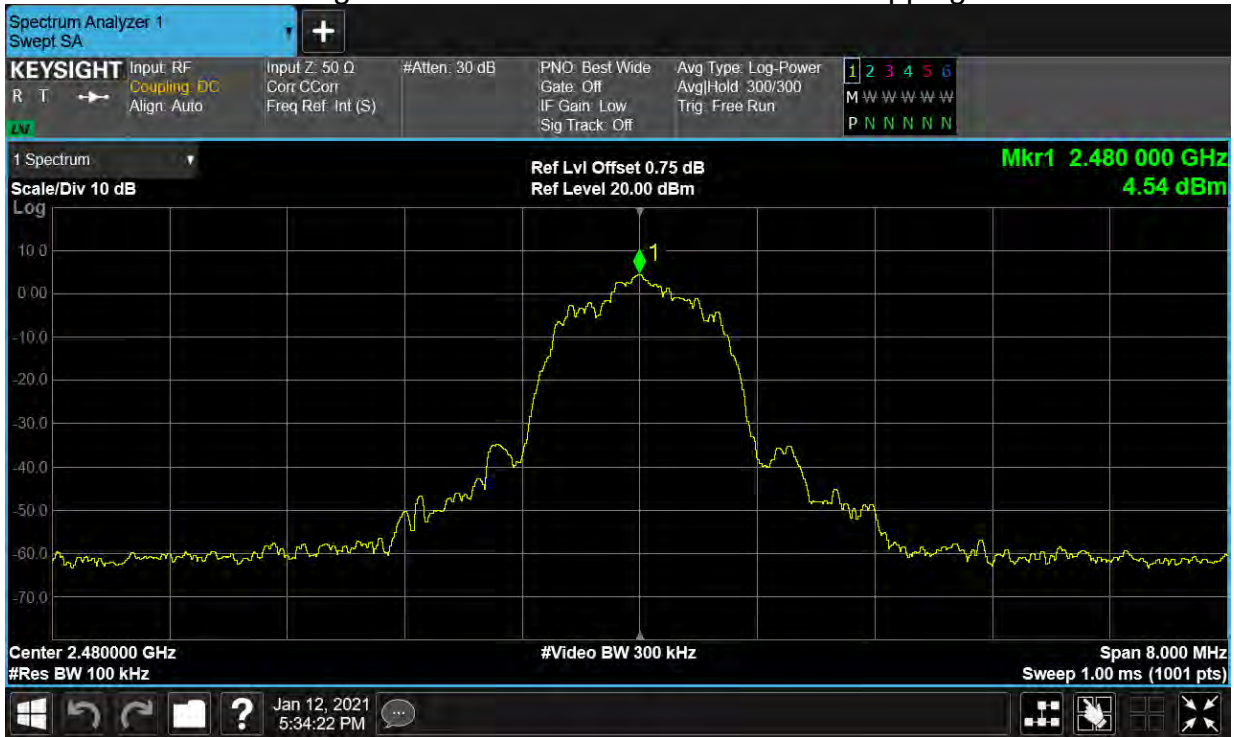 Spectrum Analyzer 1
Swept SA
+
KEYSIGHT
R T
LXI
Input: RF
Coupling: DC
Align: Auto
Input Z: 50 Ω
Corr CCorr
Freq Ref: Int (S)
#Atten: 30 dB
PNO: Best Wide
Gate: Off
IF Gain: Low
Sig Track: Off
Avg Type: Log-Power
Avg|Hold: 300/300
Trig: Free Run
1 2 3 4 5 6
M W W W W W
P N N N N N
1 Spectrum
Scale/Div 10 dB
Log
Ref Lvl Offset 0.75 dB
Ref Level 20.00 dBm
Mkr1 2.480 000 GHz
4.54 dBm
1
10.0
0.00
-10.0
-20.0
-30.0
-40.0
-50.0
-60.0
-70.0
Center 2.480000 GHz
#Res BW 100 kHz
#Video BW 300 kHz
Span 8.000 MHz
Sweep 1.00 ms (1001 pts)
?
Jan 12, 2021
5:34:22 PM